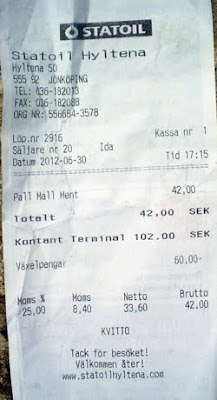 STATOIL
Statoil Hyltena
Hyltena 50
555 92 JÖNKÖPING
TEL: 036-182013
FAX: 036-182088
ORG NR: 556684-3578
Löp.nr 2916 Kassa nr 1
Säljare nr 20 Ida
Datum 2012-06-30 Tid 17:15
Pall Mall Ment 42,00
Totalt 42,00 SEK
Kontant Terminal 102,00 SEK
Växelpengar 60,00-
Moms % Moms Netto Brutto
25,00 8,40 33,60 42,00
KVITTO
Tack för besöket!
Välkommen åter!
www.statoilhyltena.com